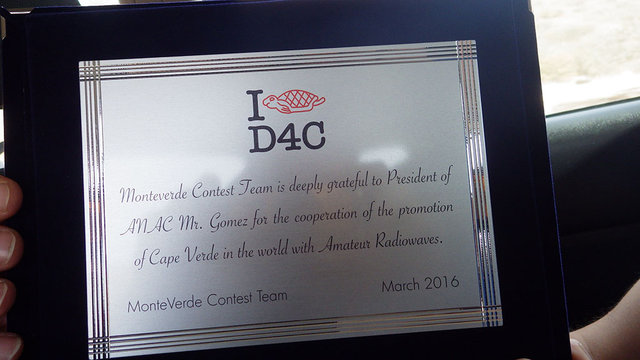 I
D4C
Monteverde Contest Team is deeply grateful to President of
ANAC Mr. Gomez for the cooperation of the promotion
of Cape Verde in the world with Amateur Radiowaves.
MonteVerde Contest Team
March 2016